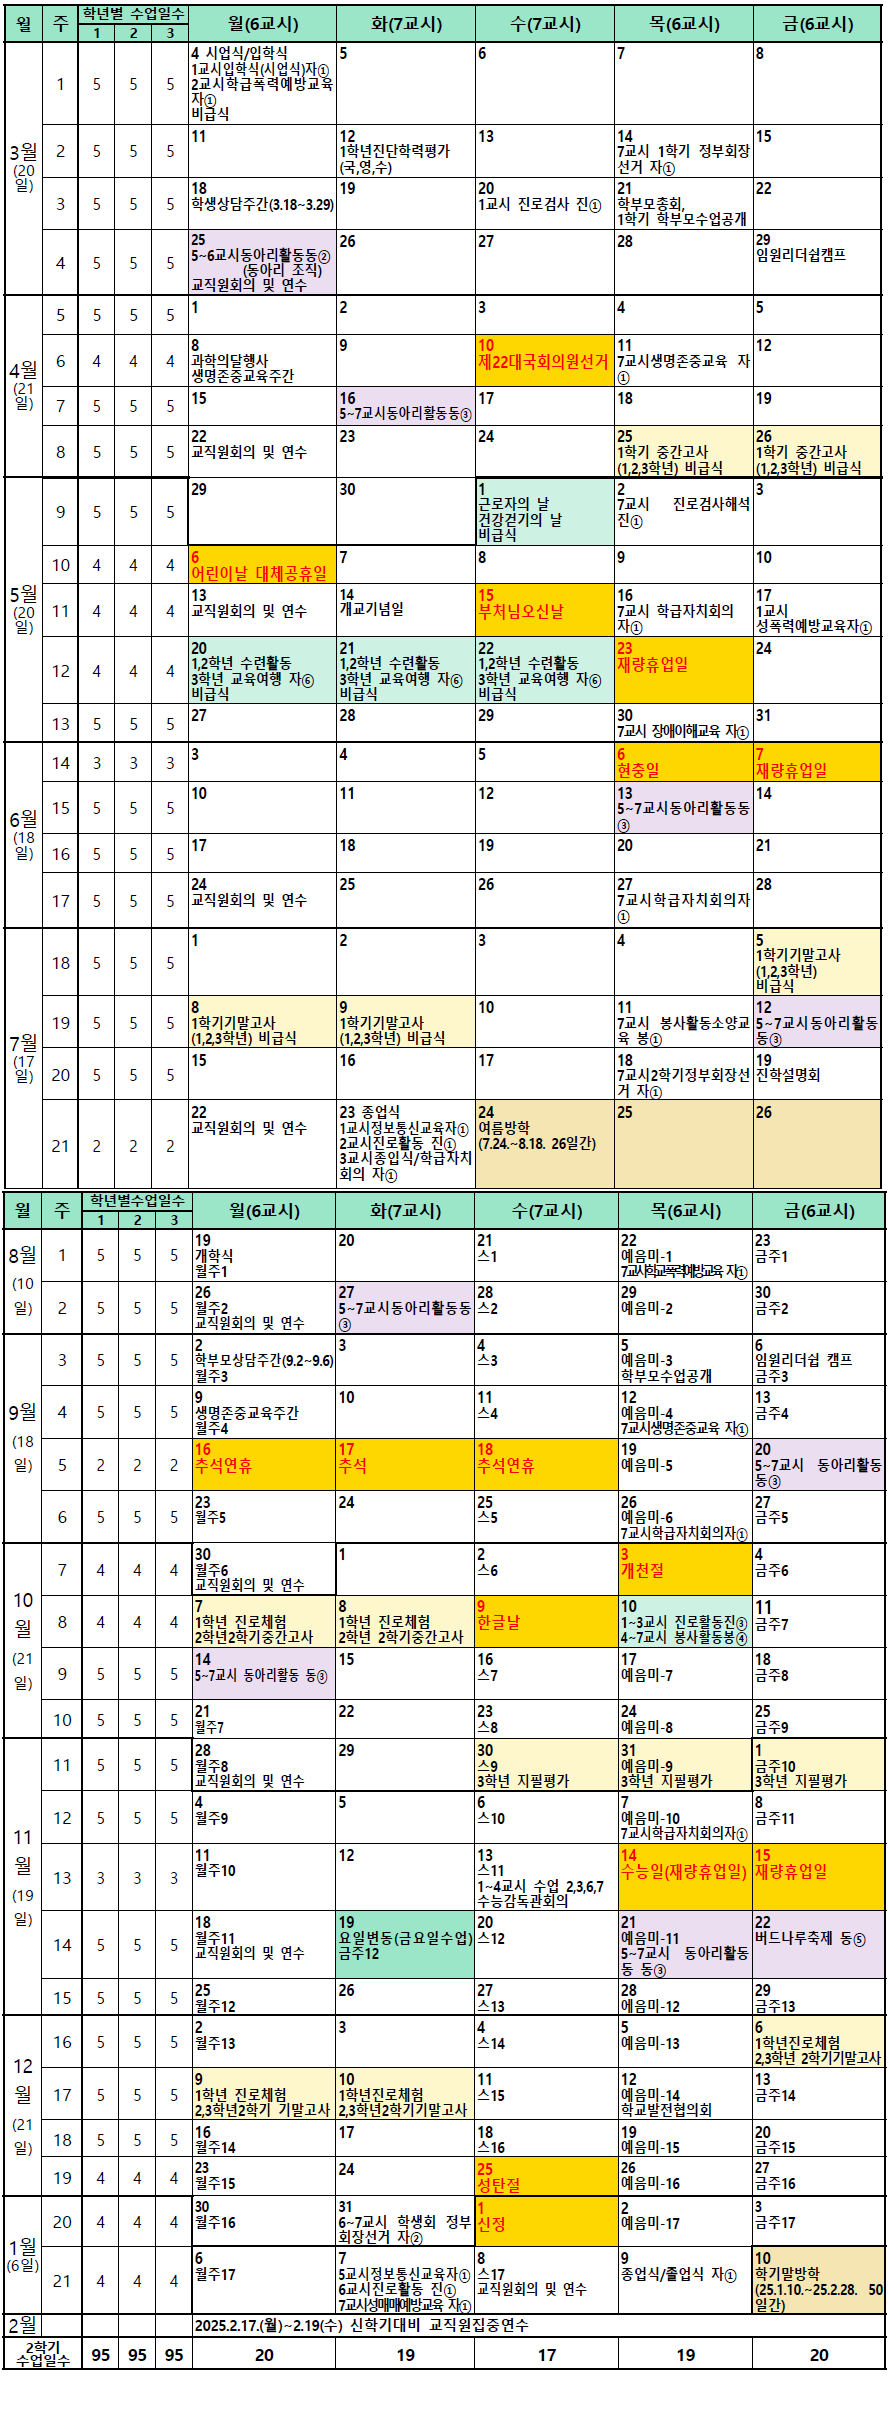 월 주 학년별 수업일수 월(6교시) 화(7교시) 수(7교시) 목(6교시) 금(6교시)
1 2 3
3월
(20
일)
1 5 5 5
4 시업식/입학식
1교시입학식(시업식)자①
2교시학급폭력예방교육
자①
비급식
5
6
7
8
2 5 5 5
11
12
1학년진단학력평가
(국,영,수)
13
14
7교시 1학기 정부회장
선거 자①
15
3 5 5 5
18
학생상담주간(3.18~3.29)
19
20
1교시 진로검사 진①
21
학부모총회,
1학기 학부모수업공개
22
4 5 5 5
25
5~6교시동아리활동동②
(동아리 조직)
교직원회의 및 연수
26
27
28
29
임원리더쉽캠프
4월
(21
일)
5 5 5 5
1
2
3
4
5
6 4 4 4
8
과학의달행사
생명존중교육주간
9
10
제22대국회의원선거
11
7교시생명존중교육 자
①
12
7 5 5 5
15
16
5~7교시동아리활동동③
17
18
19
8 5 5 5
22
교직원회의 및 연수
23
24
25
1학기 중간고사
(1,2,3학년) 비급식
26
1학기 중간고사
(1,2,3학년) 비급식
5월
(20
일)
9 5 5 5
29
30
1
근로자의 날
건강걷기의 날
비급식
2
7교시 진로검사해석
진①
3
10 4 4 4
6
어린이날 대체공휴일
7
8
9
10
11 4 4 4
13
교직원회의 및 연수
14
개교기념일
15
부처님오신날
16
7교시 학급자치회의
자①
17
1교시
성폭력예방교육자①
12 4 4 4
20
1,2학년 수련활동
3학년 교육여행 자⑥
비급식
21
1,2학년 수련활동
3학년 교육여행 자⑥
비급식
22
1,2학년 수련활동
3학년 교육여행 자⑥
비급식
23
재량휴업일
24
13 5 5 5
27
28
29
30
7교시 장애이해교육 자①
31
6월
(18
일)
14 3 3 3
3
4
5
6
현충일
7
재량휴업일
15 5 5 5
10
11
12
13
5~7교시동아리활동동
③
14
16 5 5 5
17
18
19
20
21
17 5 5 5
24
교직원회의 및 연수
25
26
27
7교시학급자치회의자
①
28
7월
(17
일)
18 5 5 5
1
2
3
4
5
1학기기말고사
(1,2,3학년)
비급식
19 5 5 5
8
1학기기말고사
(1,2,3학년) 비급식
9
1학기기말고사
(1,2,3학년) 비급식
10
11
7교시 봉사활동소양교
육 봉①
12
5~7교시동아리활동
동③
20 5 5 5
15
16
17
18
7교시2학기정부회장선
거 자①
19
진학설명회
21 2 2 2
22
교직원회의 및 연수
23 종업식
1교시정보통신교육자①
2교시진로활동 진①
3교시종입식/학급자치
회의 자①
24
여름방학
(7.24.~8.18. 26일간)
25
26
월 주 학년별수업일수 월(6교시) 화(7교시) 수(7교시) 목(6교시) 금(6교시)
1 2 3
8월
(10
일)
1 5 5 5
19
개학식
월주1
20
21
스1
22
예음미-1
7교시학교폭력예방교육 자①
23
금주1
2 5 5 5
26
월주2
교직원회의 및 연수
27
5~7교시동아리활동동
③
28
스2
29
예음미-2
30
금주2
9월
(18
일)
3 5 5 5
2
학부모상담주간(9.2~9.6)
월주3
3
4
스3
5
예음미-3
학부모수업공개
6
임원리더쉽 캠프
금주3
4 5 5 5
9
생명존중교육주간
월주4
10
11
스4
12
예음미-4
7교시생명존중교육 자①
13
금주4
5 2 2 2
16
추석연휴
17
추석
18
추석연휴
19
예음미-5
20
5~7교시 동아리활동
동③
6 5 5 5
23
월주5
24
25
스5
26
예음미-6
7교시학급자치회의자①
27
금주5
10
월
(21
일)
7 4 4 4
30
월주6
교직원회의 및 연수
1
2
스6
3
개천절
4
금주6
8 4 4 4
7
1학년 진로체험
2학년2학기중간고사
8
1학년 진로체험
2학년 2학기중간고사
9
한글날
10
1~3교시 진로활동진③
4~7교시 봉사활동봉④
11
금주7
9 5 5 5
14
5~7교시 동아리활동 동③
15
16
스7
17
예음미-7
18
금주8
10 5 5 5
21
월주7
22
23
스8
24
예음미-8
25
금주9
11
월
(19
일)
11 5 5 5
28
월주8
교직원회의 및 연수
29
30
스9
3학년 지필평가
31
예음미-9
3학년 지필평가
1
금주10
3학년 지필평가
12 5 5 5
4
월주9
5
6
스10
7
예음미-10
7교시학급자치회의자①
8
금주11
13 3 3 3
11
월주10
12
13
스11
1~4교시 수업 2,3,6,7
수능감독관회의
14
수능일(재량휴업일)
15
재량휴업일
14 5 5 5
18
월주11
교직원회의 및 연수
19
요일변동(금요일수업)
금주12
20
스12
21
예음미-11
5~7교시 동아리활동
동 동③
22
버드나루축제 동⑤
15 5 5 5
25
월주12
26
27
스13
28
에음미-12
29
금주13
12
월
(21
일)
16 5 5 5
2
월주13
3
4
스14
5
예음미-13
6
1학년진로체험
2,3학년 2학기기말고사
17 5 5 5
9
1학년 진로체험
2,3학년2학기 기말고사
10
1학년진로체험
2,3학년2학기기말고사
11
스15
12
예음미-14
학교발전협의회
13
금주14
18 5 5 5
16
월주14
17
18
스16
19
예음미-15
20
금주15
19 4 4 4
23
월주15
24
25
성탄절
26
예음미-16
27
금주16
1월
(6일)
20 4 4 4
30
월주16
31
6~7교시 학생회 정부
회장선거 자②
1
신정
2
예음미-17
3
금주17
21 4 4 4
6
월주17
7
5교시정보통신교육자①
6교시진로활동 진①
7교시성매매예방교육 자①
8
스17
교직원회의 및 연수
9
종업식/졸업식 자①
10
학기말방학
(25.1.10.~25.2.28. 50
일간)
2월 2025.2.17.(월)~2.19(수) 신학기대비 교직원집중연수
2학기
수업일수
95 95 95 20 19 17 19 20